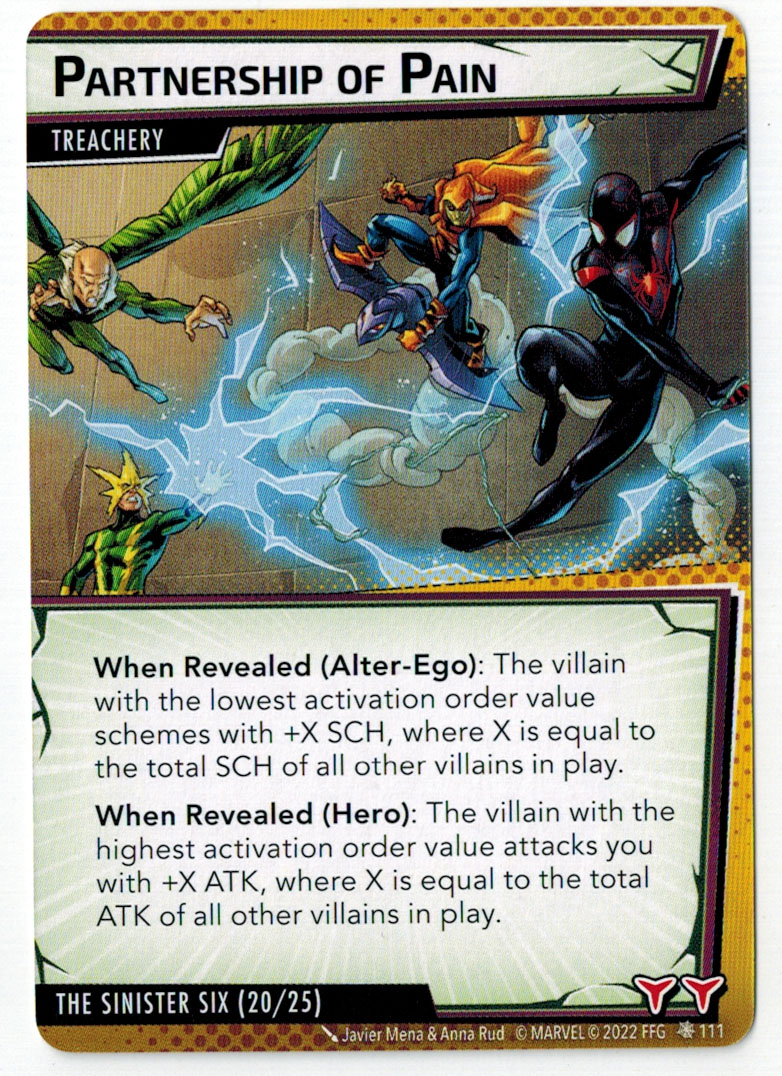 PARTNERSHIP OF PAIN
TREACHERY
When Revealed (Alter-Ego): The villain
with the lowest activation order value
schemes with +X SCH, where X is equal to
the total SCH of all other villains in play.
When Revealed (Hero): The villain with the
highest activation order value attacks you
with +X ATK, where X is equal to the total
ATK of all other villains in play.
THE SINISTER SIX (20/25)
Javier Mena & Anna Rud © MARVEL © 2022 FFG 111